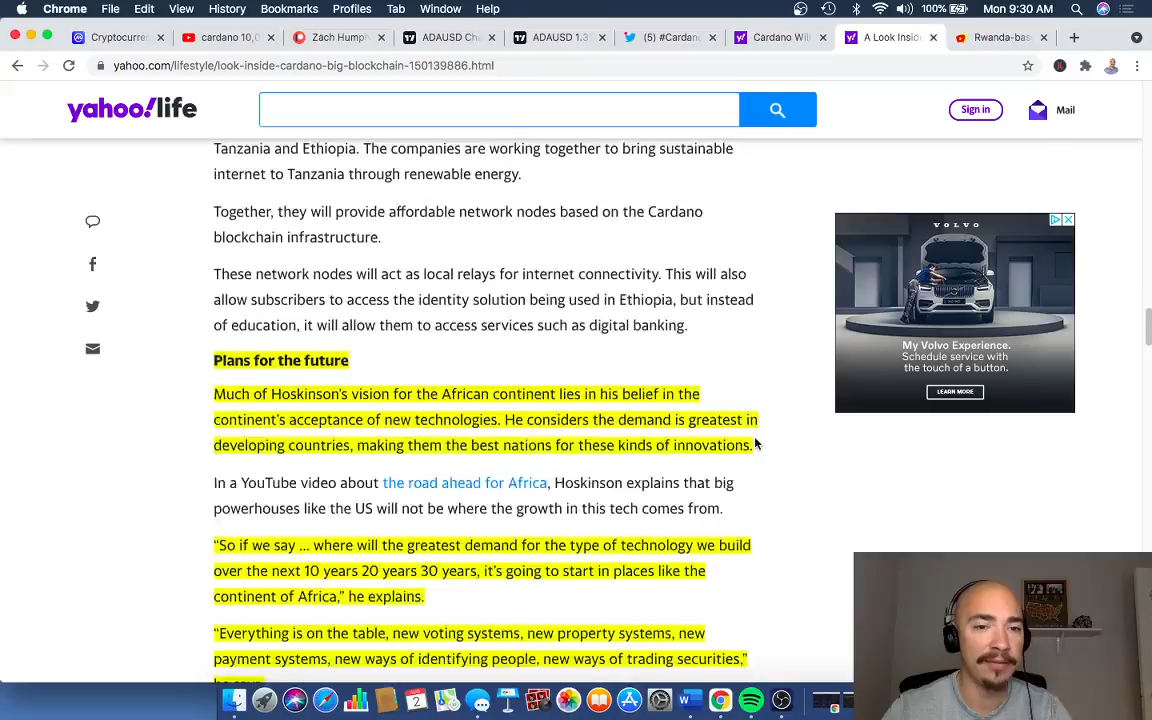 Chrome File Edit View History Bookmarks Profiles Tab Window Help 100% Mon 9:30 AM
Cryptocurre cardano 10,0 Zach Humph ADAUSD Ch ADAUSD 1.3 (5) #Cardan Cardano Wil A Look Insid Rwanda-bas
yahoo.com/lifestyle/look-inside-cardano-big-blockchain-150139886.html
yahoo!life
Sign in
Mail
Tanzania and Ethiopia. The companies are working together to bring sustainable
internet to Tanzania through renewable energy.
Together, they will provide affordable network nodes based on the Cardano
blockchain infrastructure.
These network nodes will act as local relays for internet connectivity. This will also
allow subscribers to access the identity solution being used in Ethiopia, but instead
of education, it will allow them to access services such as digital banking.
Plans for the future
Much of Hoskinson's vision for the African continent lies in his belief in the
continent's acceptance of new technologies. He considers the demand is greatest in
developing countries, making them the best nations for these kinds of innovations.
In a YouTube video about the road ahead for Africa, Hoskinson explains that big
powerhouses like the US will not be where the growth in this tech comes from.
“So if we say ... where will the greatest demand for the type of technology we build
over the next 10 years 20 years 30 years, it's going to start in places like the
continent of Africa,” he explains.
“Everything is on the table, new voting systems, new property systems, new
payment systems, new ways of identifying people, new ways of trading securities,”
VOLVO
My Volvo Experience.
Schedule service with
the touch of a button.
LEARN MORE
2